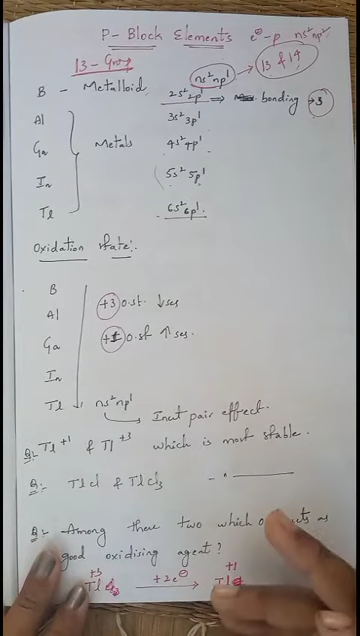 P- Block Elements e⊖-p ns²np²
13 - Group ns²np¹ 13 & 14
B - Metalloid 2s²2p¹ ⇒ bonding → 3
Al 3s²3p¹
Ga Metals 4s²4p¹
In 5s²5p¹
Tl 6s²6p¹
Oxidation state:
B
Al +3 o.st. ↓ses
Ga +1 o.st ↑ses.
In
Tl ns²np¹
→ Inert pair effect.
Q:- Tl⁺¹ & Tl⁺³ which is most stable.
Q:- TlCl & TlCl₃ - " ———
Q:- Among there two which acts as
good oxidising agent?
+3 +2e⊖ → +1
Tl Tl